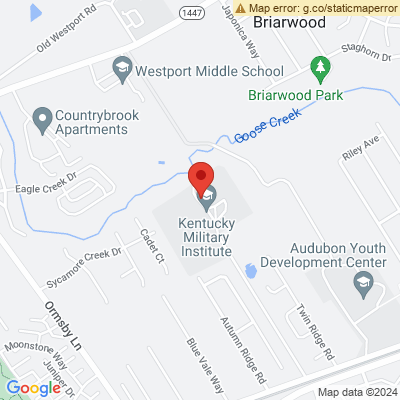 Map error: g.co/staticmaperror
1447
Old Westport Rd
Japonica Way
Briarwood
Staghorn Dr
Westport Middle School
Briarwood Park
Countrybrook
Apartments
Goose Creek
Riley Ave
Eagle Creek Dr
Kentucky
Military
Institute
Cadet Ct
Audubon Youth
Development Center
Sycamore Creek Dr
Ormsby Ln
Twin Ridge Rd
Autumn Ridge Rd
Moonstone Way
Juniper Dr
Blue Vale Way
Google
Map data ©2024